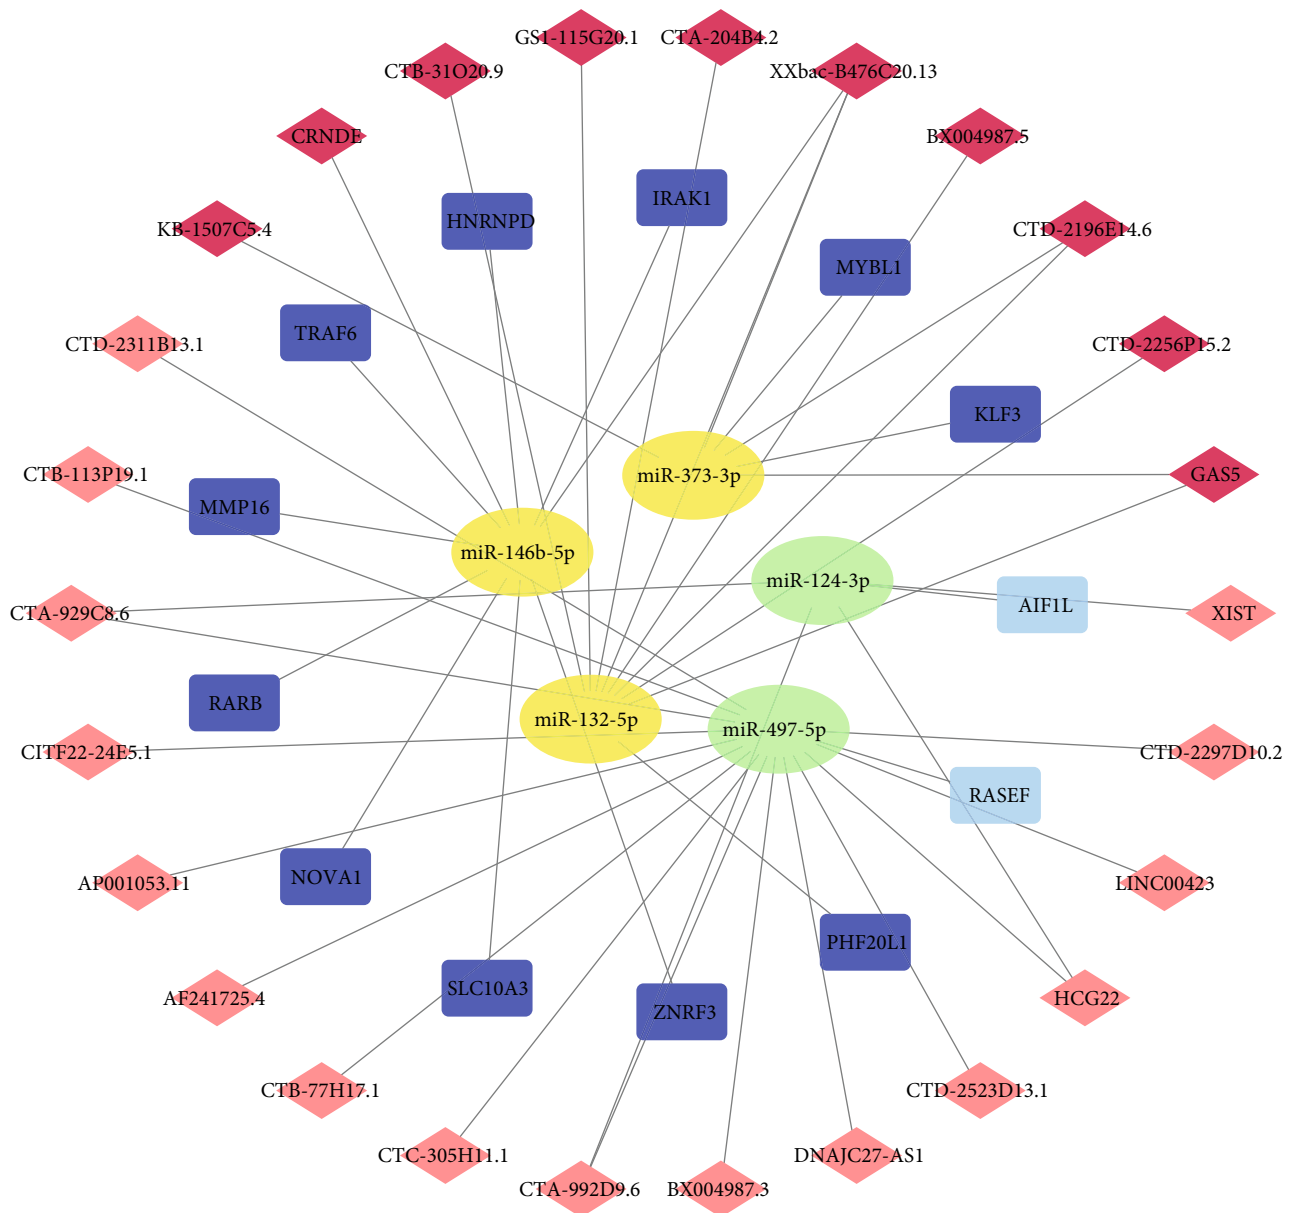 GS1-115G20.1
CTA-204B4.2
CTB-31O20.9
XXbac-B476C20.13
CRNDE
BX004987.5
IRAK1
HNRNPD
KB-1507C5.4
CTD-2196E14.6
MYBL1
TRAF6
CTD-2311B13.1
CTD-2256P15.2
KLF3
CTB-113P19.1
miR-373-3p
GAS5
MMP16
miR-146b-5p
miR-124-3p
AIF1L
CTA-929C8.6
XIST
RARB
miR-132-5p
miR-497-5p
CITF22-24E5.1
CTD-2297D10.2
RASEF
NOVA1
AP001053.11
LINC00423
PHF20L1
SLC10A3
AF241725.4
HCG22
ZNRF3
CTB-77H17.1
CTD-2523D13.1
CTC-305H11.1
DNAJC27-AS1
CTA-992D9.6
BX004987.3